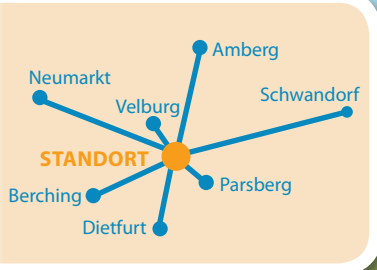 Amberg
Neumarkt
Schwandorf
Velburg
STANDORT
Parsberg
Berching
Dietfurt